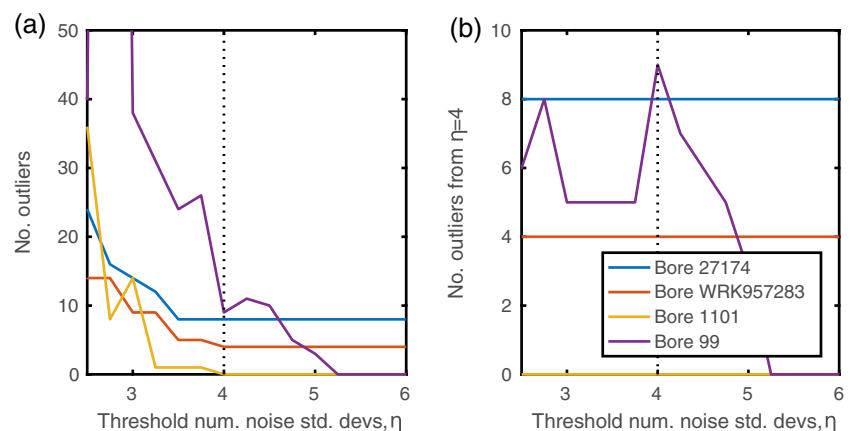 (a)
50
40
30
20
10
0
No. outliers
3
4
5
6
Threshold num. noise std. devs, η
(b)
10
8
6
4
2
0
No. outliers from η=4
3
4
5
6
Threshold num. noise std. devs, η
Bore 27174
Bore WRK957283
Bore 1101
Bore 99